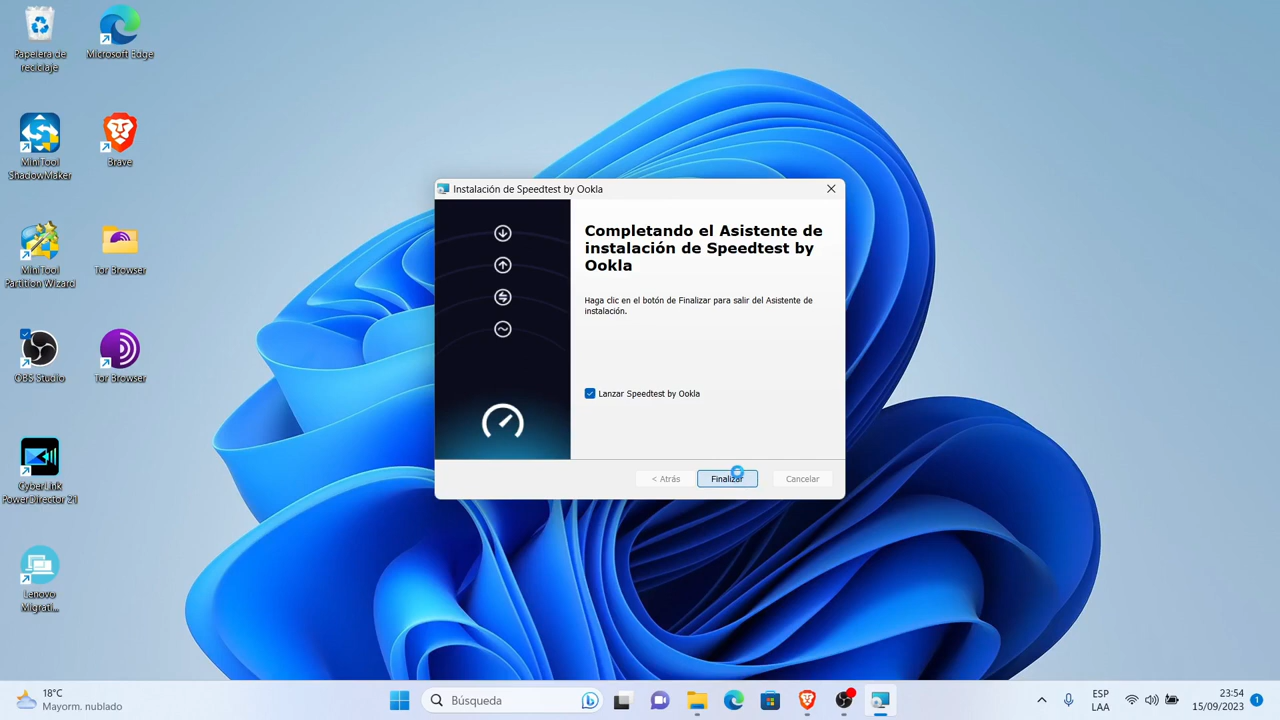 Papelera de
reciclaje
Microsoft Edge
MiniTool
ShadowMaker
Brave
MiniTool
Partition Wizard
Tor Browser
OBS Studio
Tor Browser
CyberLink
PowerDirector 21
Lenovo
Migrati...
Instalación de Speedtest by Ookla
Completando el Asistente de
instalación de Speedtest by
Ookla
Haga clic en el botón de Finalizar para salir del Asistente de
instalación.
Lanzar Speedtest by Ookla
< Atrás
Finalizar
Cancelar
18°C
Mayorm. nublado
Búsqueda
ESP
LAA
23:54
15/09/2023
1